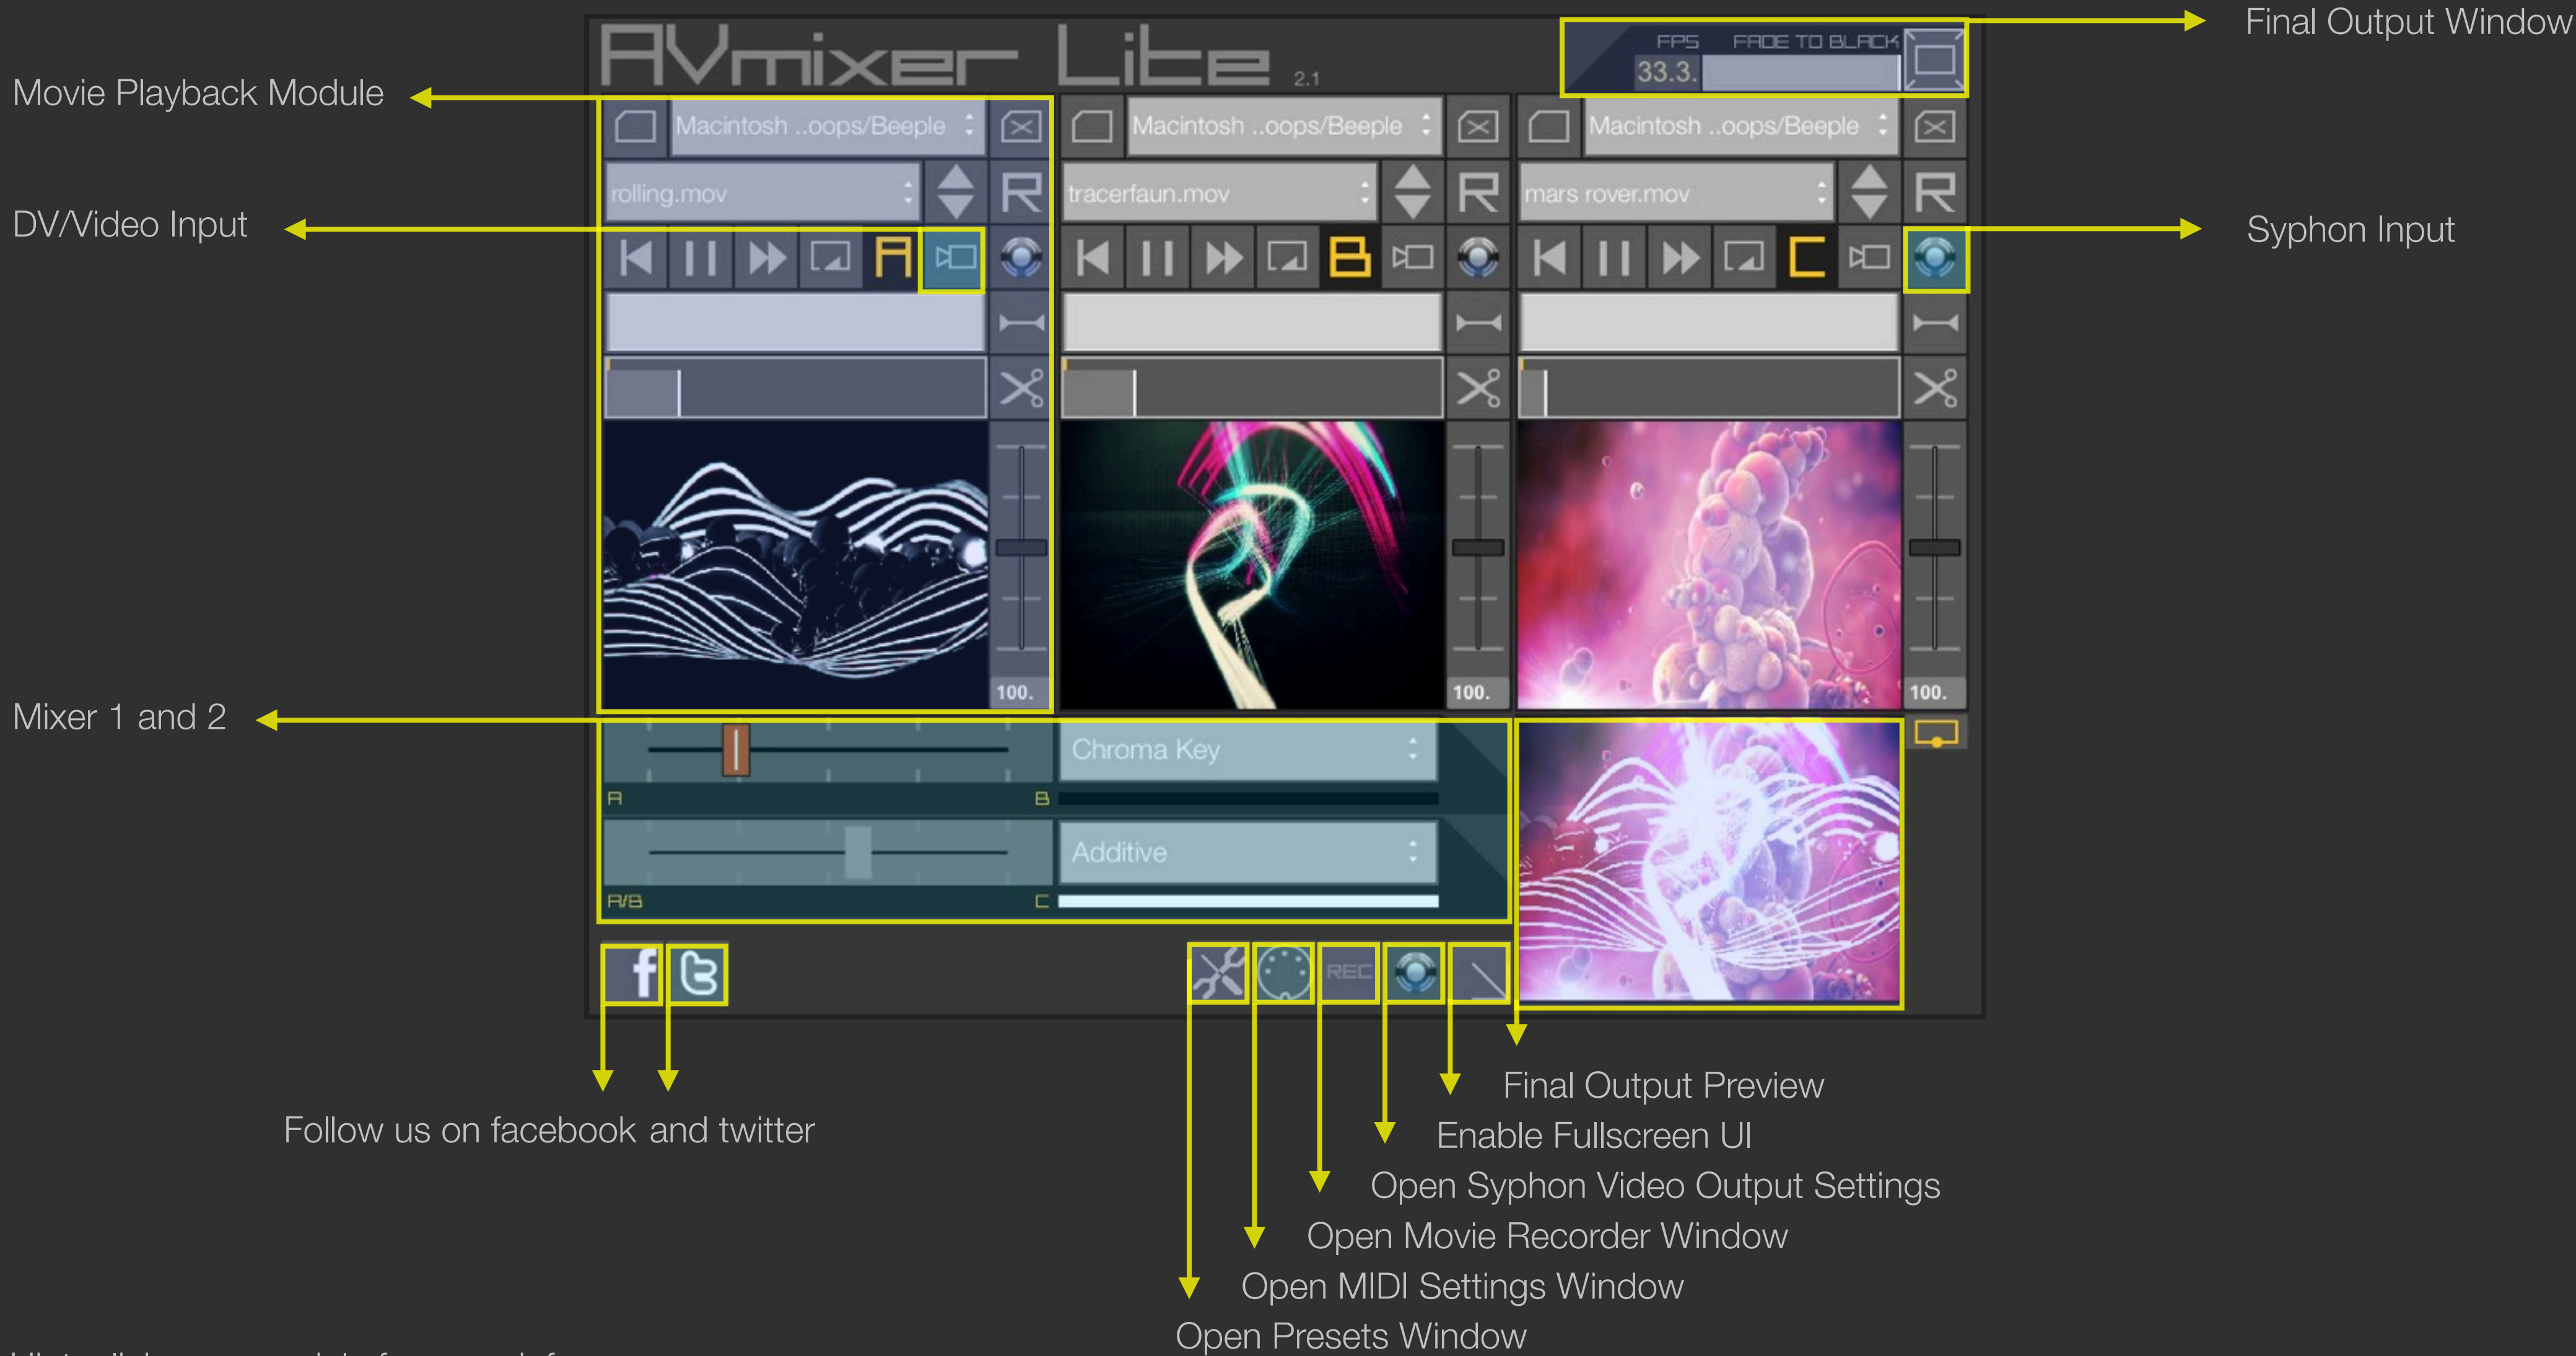 Final Output Window
AVmixer Lite 2.1
FPS FADE TO BLACK
33.3.
Movie Playback Module
Macintosh ..oops/Beeple
Macintosh ..oops/Beeple
Macintosh ..oops/Beeple
rolling.mov
R
tracerfaun.mov
R
mars rover.mov
R
DV/Video Input
Syphon Input
A
B
C
100.
100.
100.
Mixer 1 and 2
Chroma Key
A
B
Additive
A/B
C
f
REC
Final Output Preview
Follow us on facebook and twitter
Enable Fullscreen UI
Open Syphon Video Output Settings
Open Movie Recorder Window
Open MIDI Settings Window
Open Presets Window